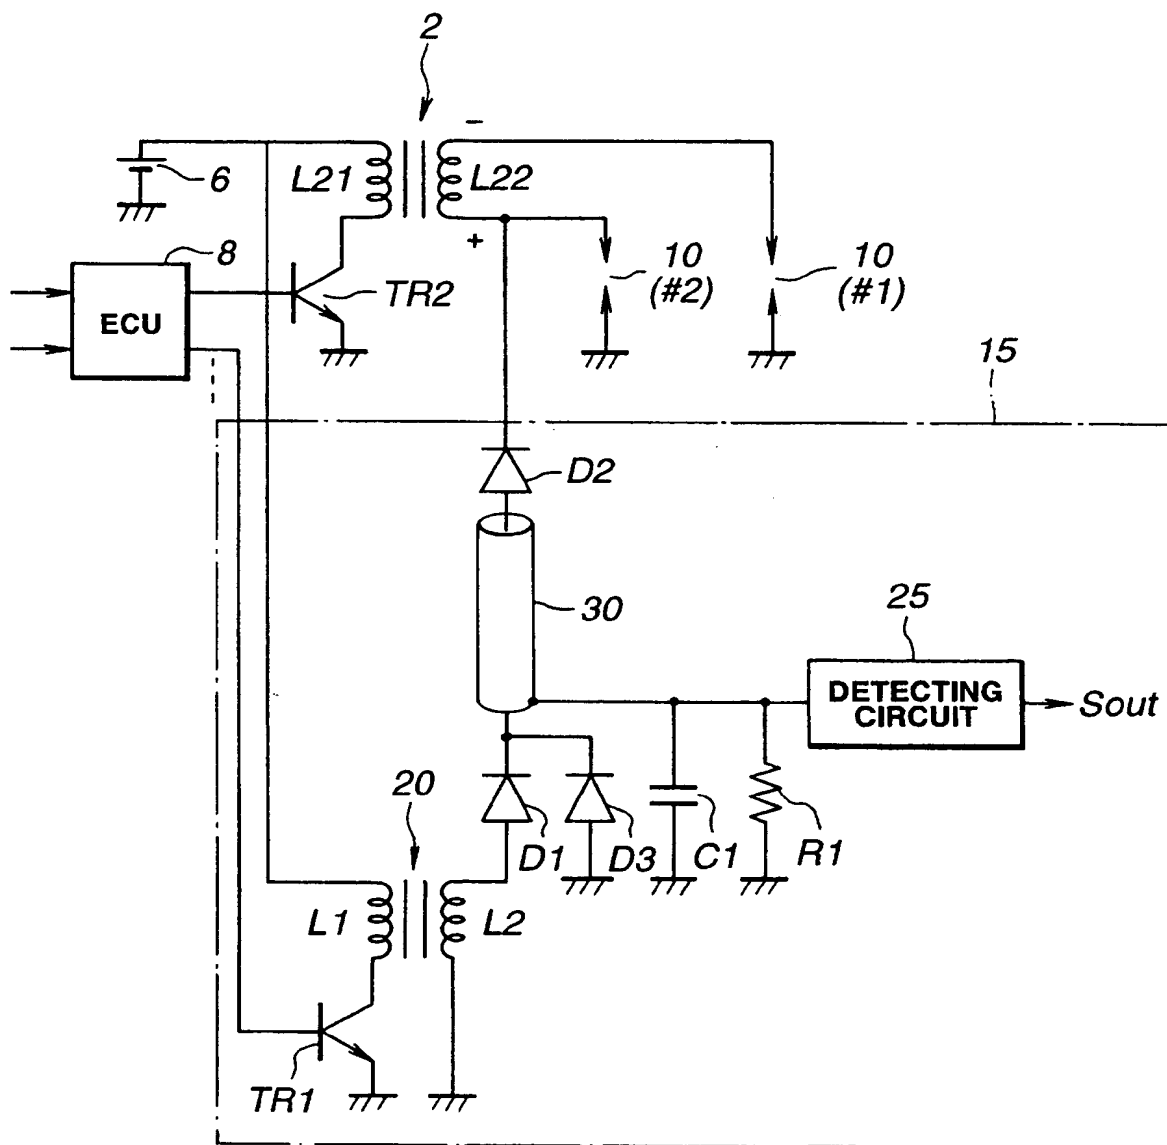 2
−
6
L21
L22
+
8
ECU
TR2
10
(#2)
10
(#1)
15
D2
30
25
DETECTING
CIRCUIT
Sout
20
D1
D3
C1
R1
L1
L2
TR1